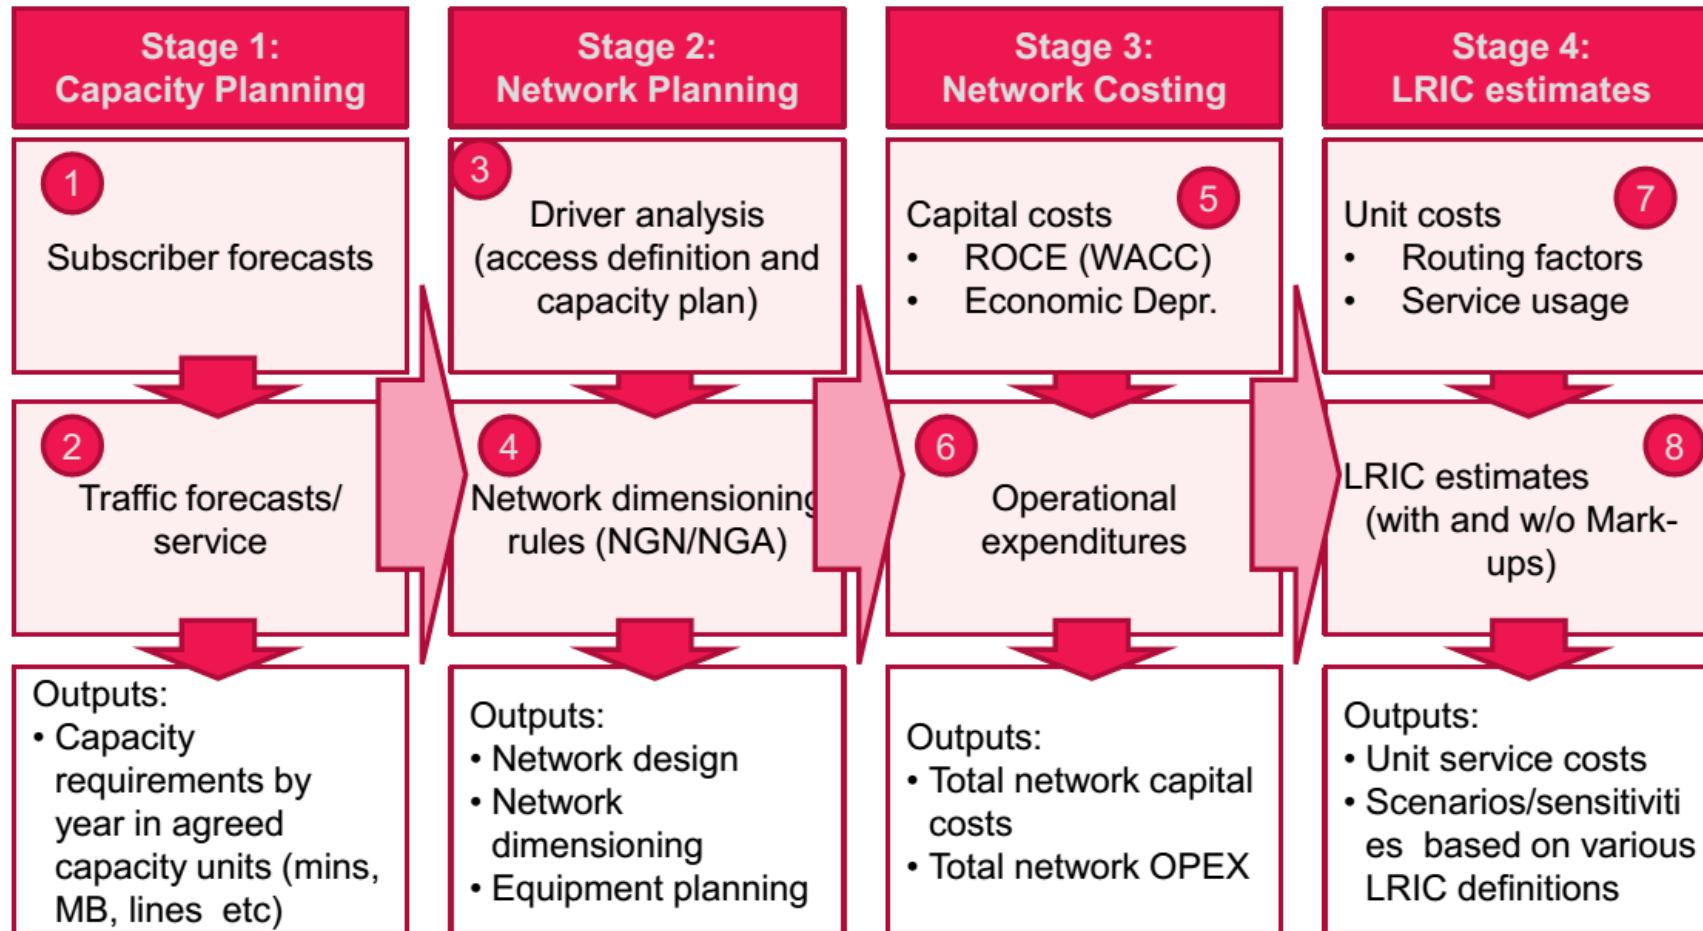 Stage 1:
Capacity Planning
1
Subscriber forecasts
2
Traffic forecasts/
service
Outputs:
• Capacity
requirements by
year in agreed
capacity units (mins,
MB, lines  etc)
Stage 2:
Network Planning
3
Driver analysis
(access definition and
capacity plan)
4
Network dimensioning
rules (NGN/NGA)
Outputs:
• Network design
• Network
dimensioning
• Equipment planning
Stage 3:
Network Costing
5
Capital costs
• ROCE (WACC)
• Economic Depr.
6
Operational
expenditures
Outputs:
• Total network capital
costs
• Total network OPEX
Stage 4:
LRIC estimates
7
Unit costs
• Routing factors
• Service usage
8
LRIC estimates
(with and w/o Mark-
ups)
Outputs:
• Unit service costs
• Scenarios/sensitiviti
es  based on various
LRIC definitions